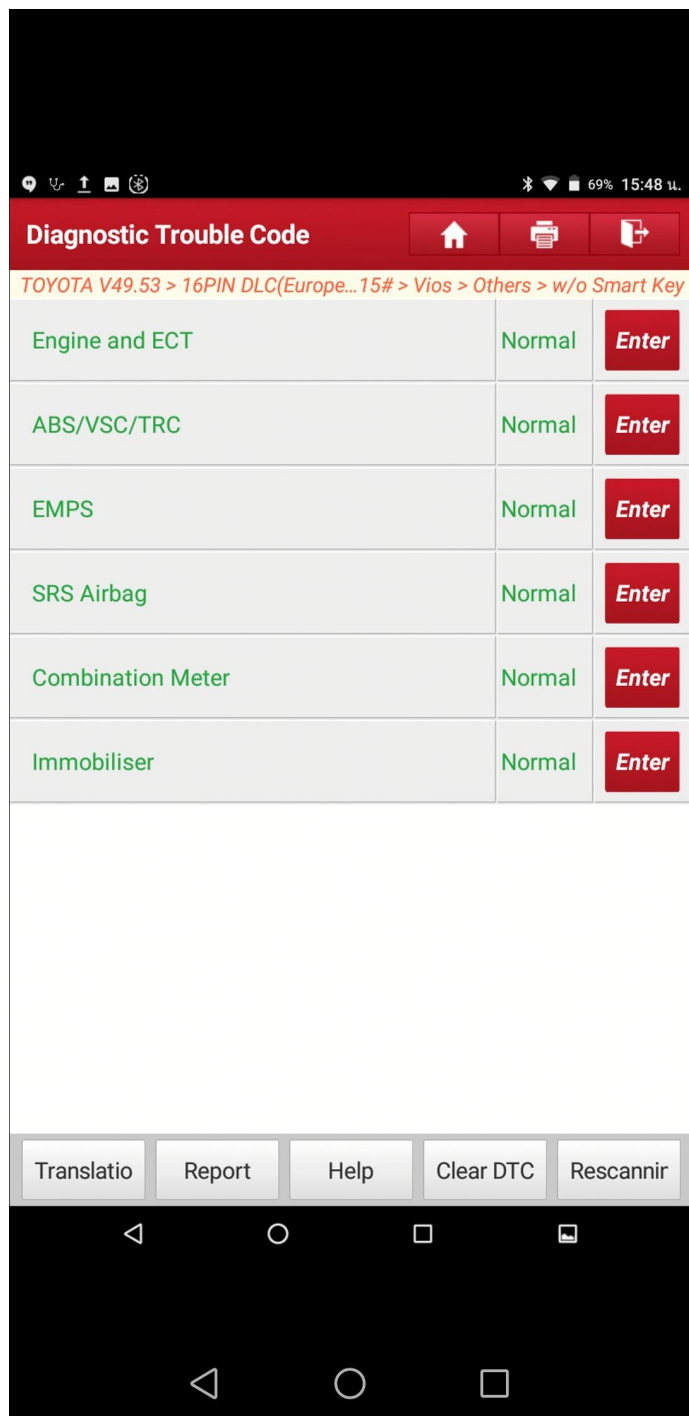 69% 15:48 น.
Diagnostic Trouble Code
TOYOTA V49.53 > 16PIN DLC(Europe...15# > Vios > Others > w/o Smart Key
Engine and ECT Normal Enter
ABS/VSC/TRC Normal Enter
EMPS Normal Enter
SRS Airbag Normal Enter
Combination Meter Normal Enter
Immobiliser Normal Enter
Translatio Report Help Clear DTC Rescannir